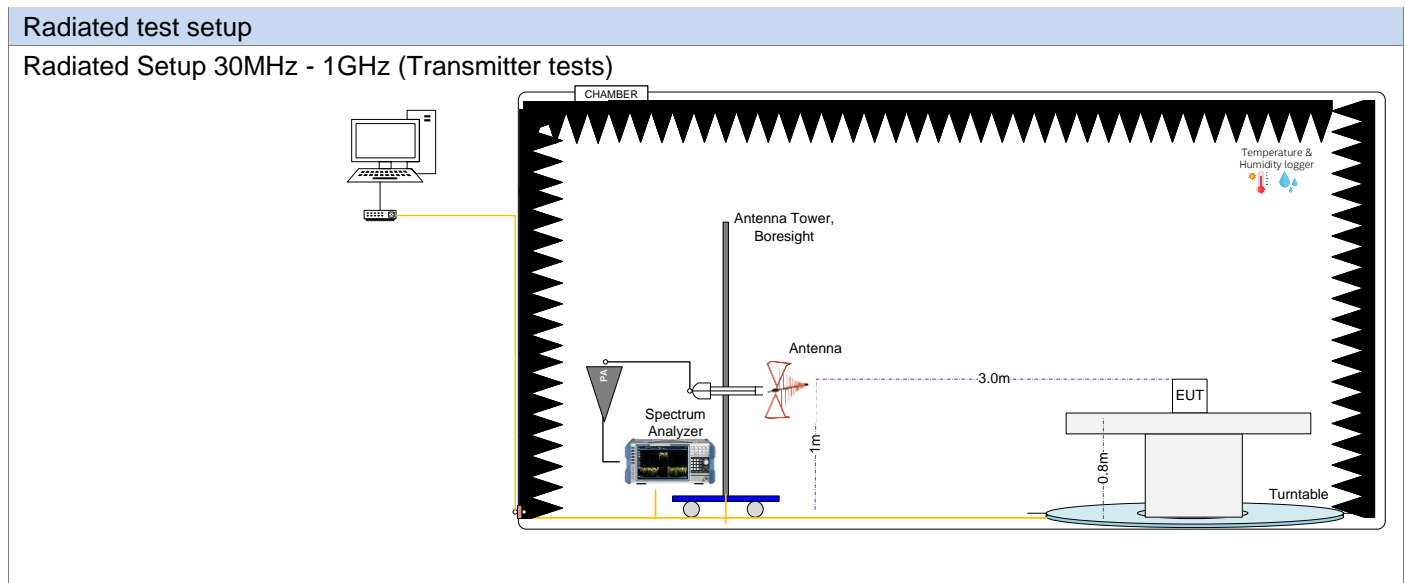 Radiated test setup
Radiated Setup 30MHz - 1GHz (Transmitter tests)
CHAMBER
Temperature &
Humidity logger
Antenna Tower,
Boresight
Antenna
3.0m
PA
EUT
Spectrum
Analyzer
1m
0.8m
Turntable